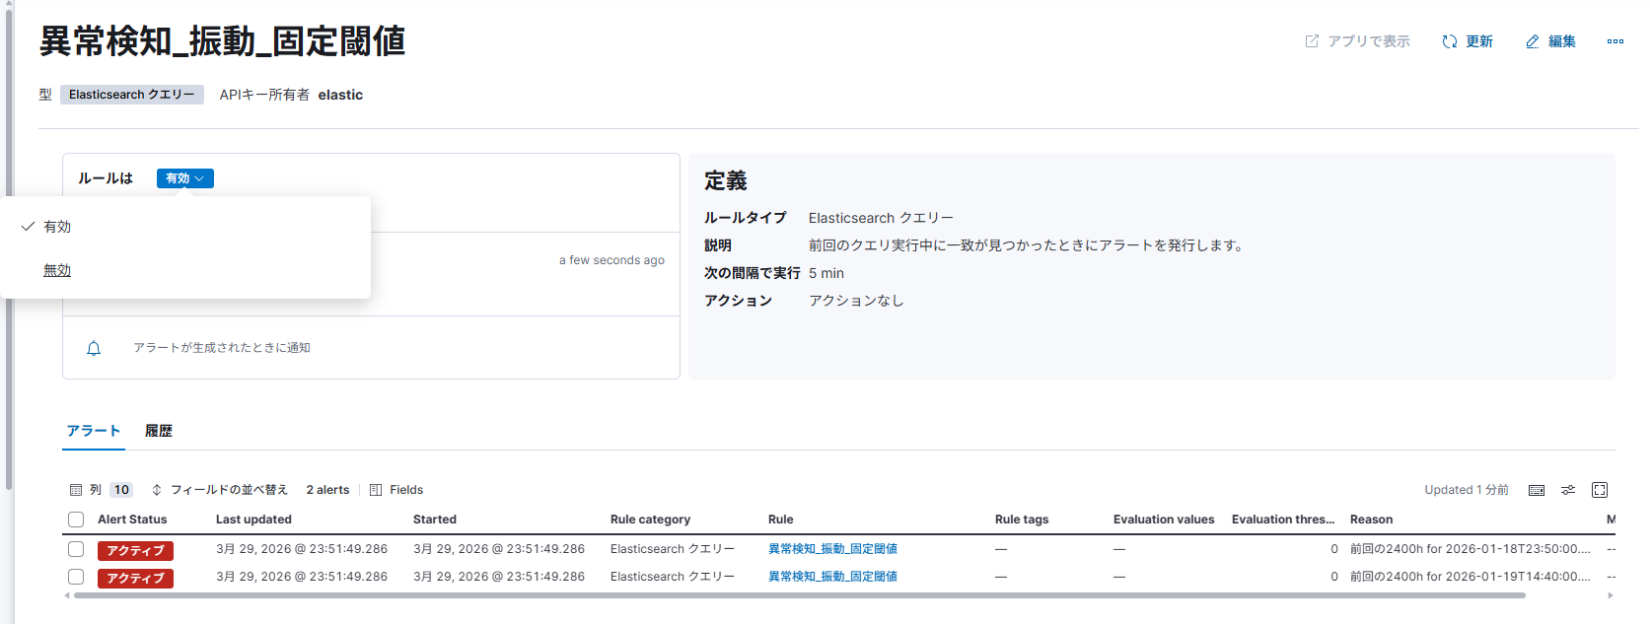 異常検知_振動_固定閾値
アプリで表示 更新 編集
型 Elasticsearch クエリー APIキー所有者 elastic
ルールは 有効
有効
無効
a few seconds ago
アラートが生成されたときに通知
定義
ルールタイプ Elasticsearch クエリー
説明 前回のクエリ実行中に一致が見つかったときにアラートを発行します。
次の間隔で実行 5 min
アクション アクションなし
アラート 履歴
列 10 フィールドの並べ替え 2 alerts Fields Updated 1 分前
Alert Status Last updated Started Rule category Rule Rule tags Evaluation values Evaluation thres... Reason M
アクティブ 3月 29, 2026 @ 23:51:49.286 3月 29, 2026 @ 23:51:49.286 Elasticsearch クエリー 異常検知_振動_固定閾値 — — 0 前回の2400h for 2026-01-18T23:50:00.... --
アクティブ 3月 29, 2026 @ 23:51:49.286 3月 29, 2026 @ 23:51:49.286 Elasticsearch クエリー 異常検知_振動_固定閾値 — — 0 前回の2400h for 2026-01-19T14:40:00.... --